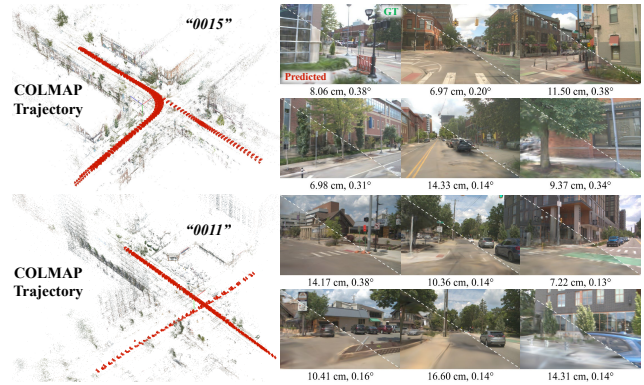 "0015"
COLMAP
Trajectory
GT
Predicted
8.06 cm, 0.38° 6.97 cm, 0.20° 11.50 cm, 0.38°
6.98 cm, 0.31° 14.33 cm, 0.14° 9.37 cm, 0.34°
"0011"
COLMAP
Trajectory
14.17 cm, 0.38° 10.36 cm, 0.14° 7.22 cm, 0.13°
10.41 cm, 0.16° 16.60 cm, 0.14° 14.31 cm, 0.14°